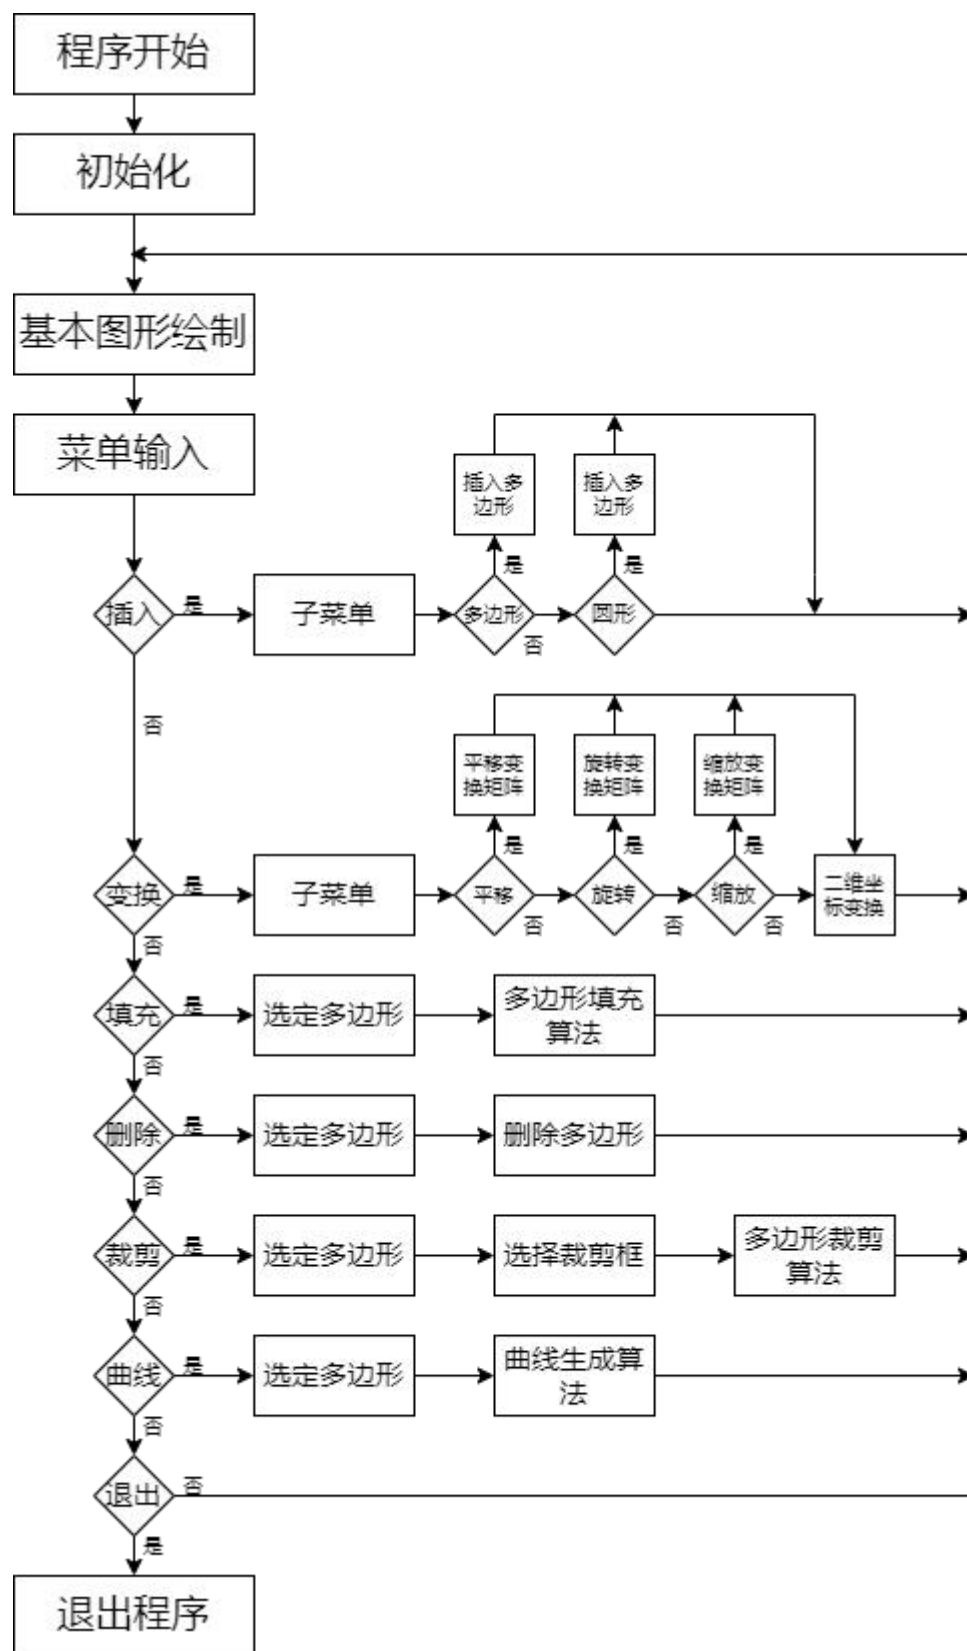 程序开始
初始化
基本图形绘制
菜单输入
插入多
边形
插入多
边形
是
是
插入
是
子菜单
多边形
否
圆形
否
平移变
换矩阵
旋转变
换矩阵
缩放变
换矩阵
是
是
是
变换
是
子菜单
平移
否
旋转
否
缩放
否
二维坐
标变换
否
填充
是
选定多边形
多边形填充
算法
否
删除
是
选定多边形
删除多边形
否
裁剪
是
选定多边形
选择裁剪框
多边形裁剪
算法
否
曲线
是
选定多边形
曲线生成算
法
否
退出
否
是
退出程序